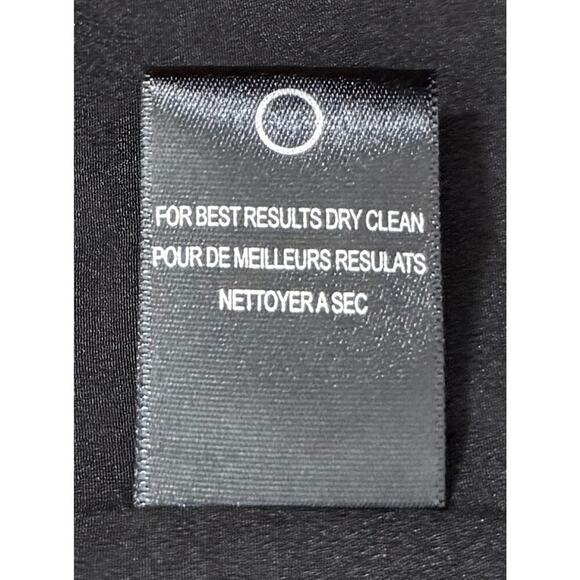 FOR BEST RESULTS DRY CLEAN
POUR DE MEILLEURS RESULATS
NETTOYER A SEC